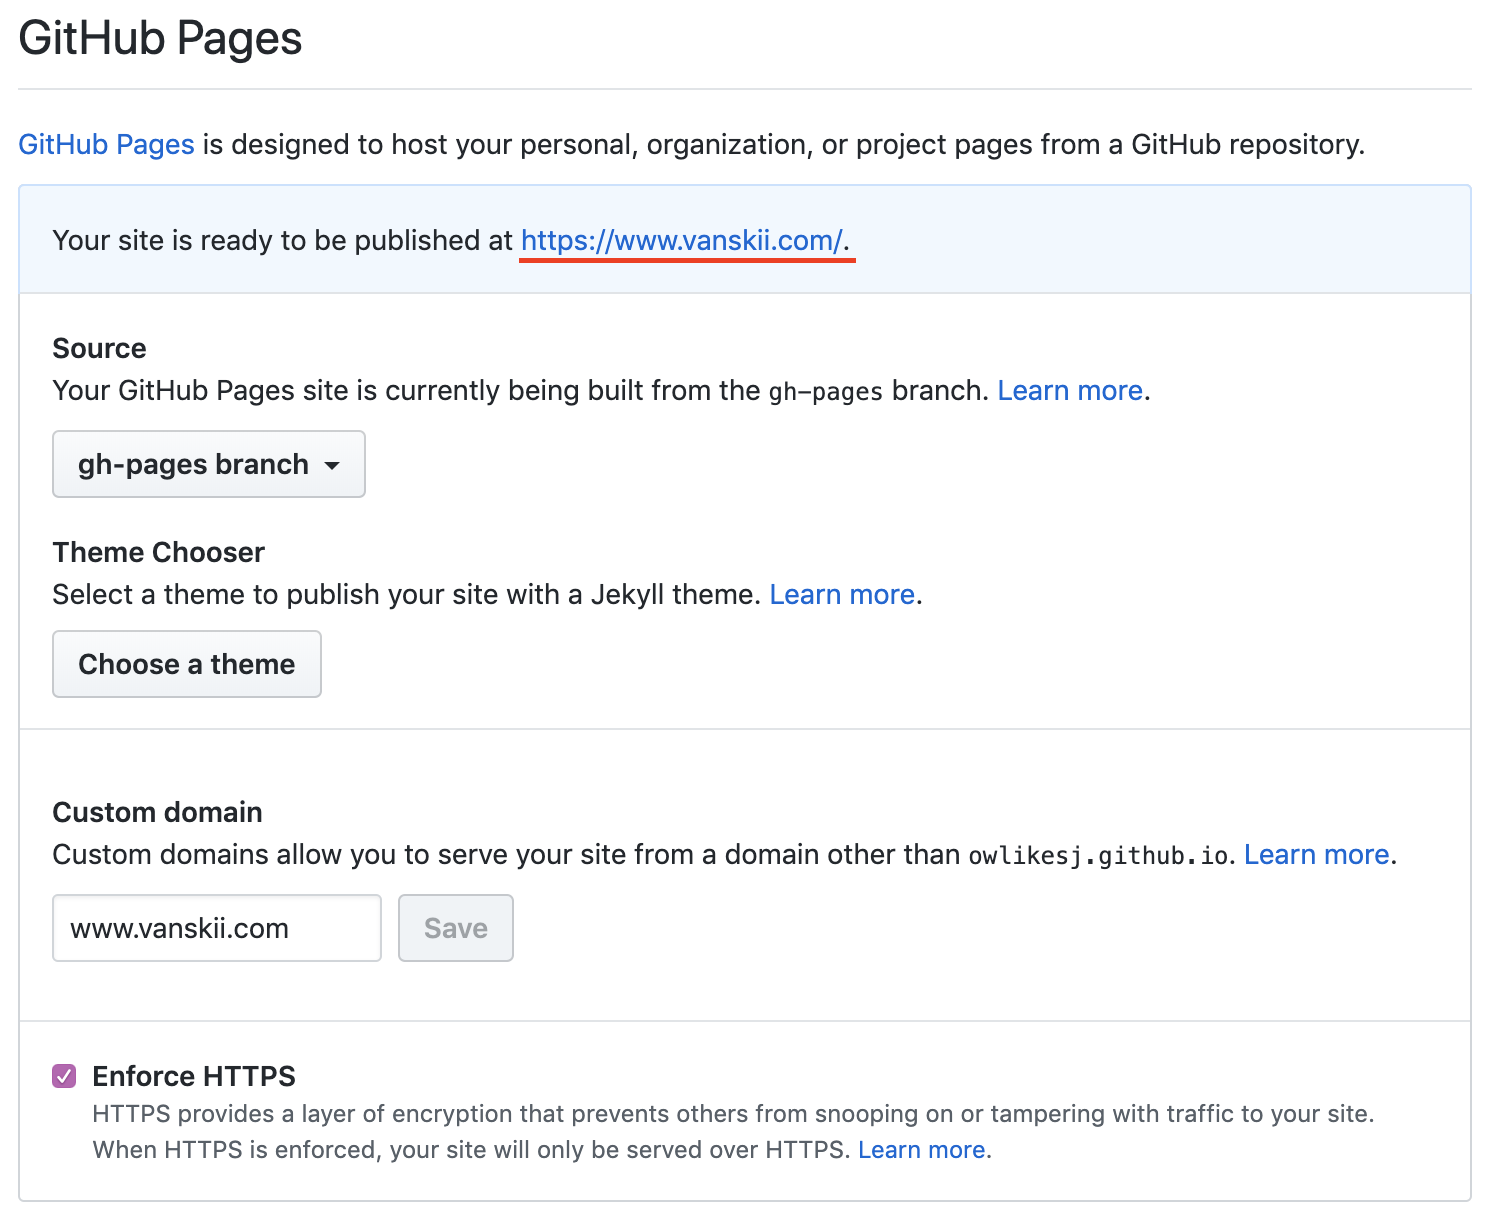 GitHub Pages
GitHub Pages is designed to host your personal, organization, or project pages from a GitHub repository.
Your site is ready to be published at https://www.vanskii.com/.
Source
Your GitHub Pages site is currently being built from the gh-pages branch. Learn more.
gh-pages branch
Theme Chooser
Select a theme to publish your site with a Jekyll theme. Learn more.
Choose a theme
Custom domain
Custom domains allow you to serve your site from a domain other than owlikesj.github.io. Learn more.
www.vanskii.com Save
Enforce HTTPS
HTTPS provides a layer of encryption that prevents others from snooping on or tampering with traffic to your site.
When HTTPS is enforced, your site will only be served over HTTPS. Learn more.